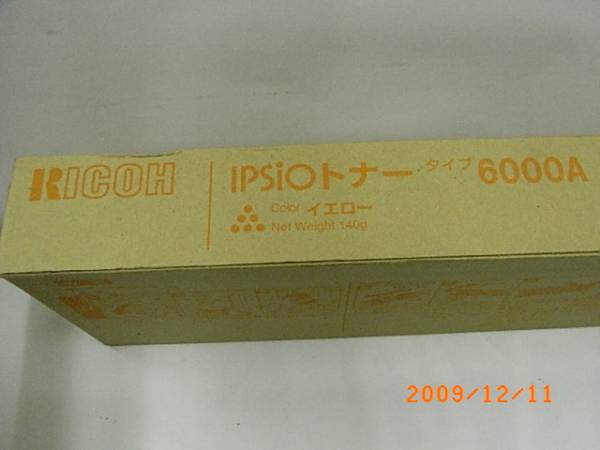 RICOH
IPSiOトナー タイプ 6000A
Color イエロー
Net Weight 140g
2009/12/11